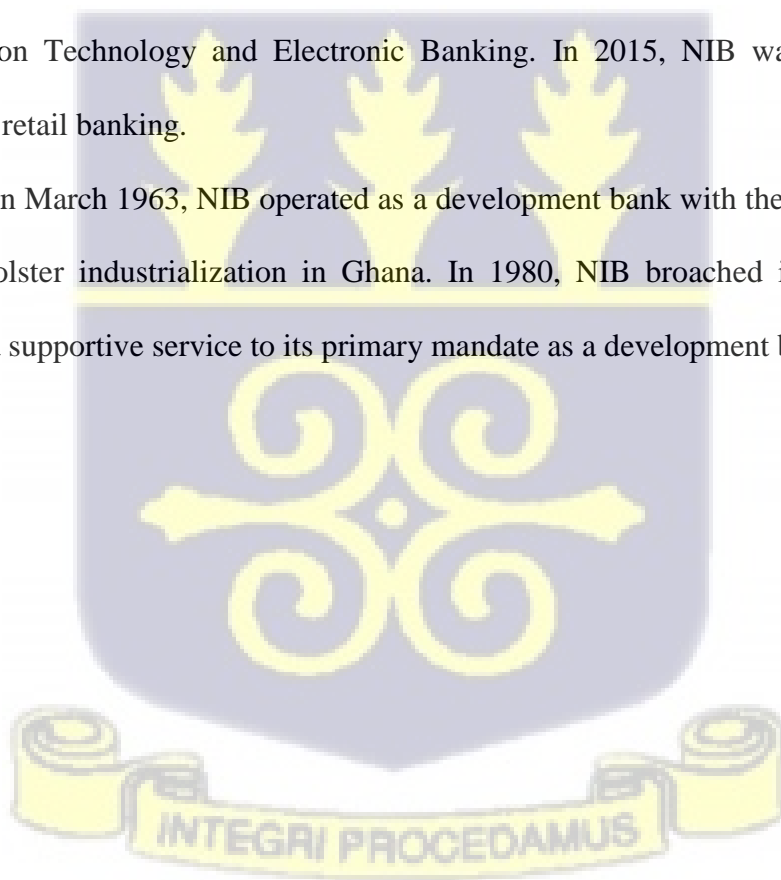 on Technology and Electronic Banking. In 2015, NIB wa
retail banking.
n March 1963, NIB operated as a development bank with the
olster industrialization in Ghana. In 1980, NIB broached i
supportive service to its primary mandate as a development b
INTEGRI PROCEDAMUS